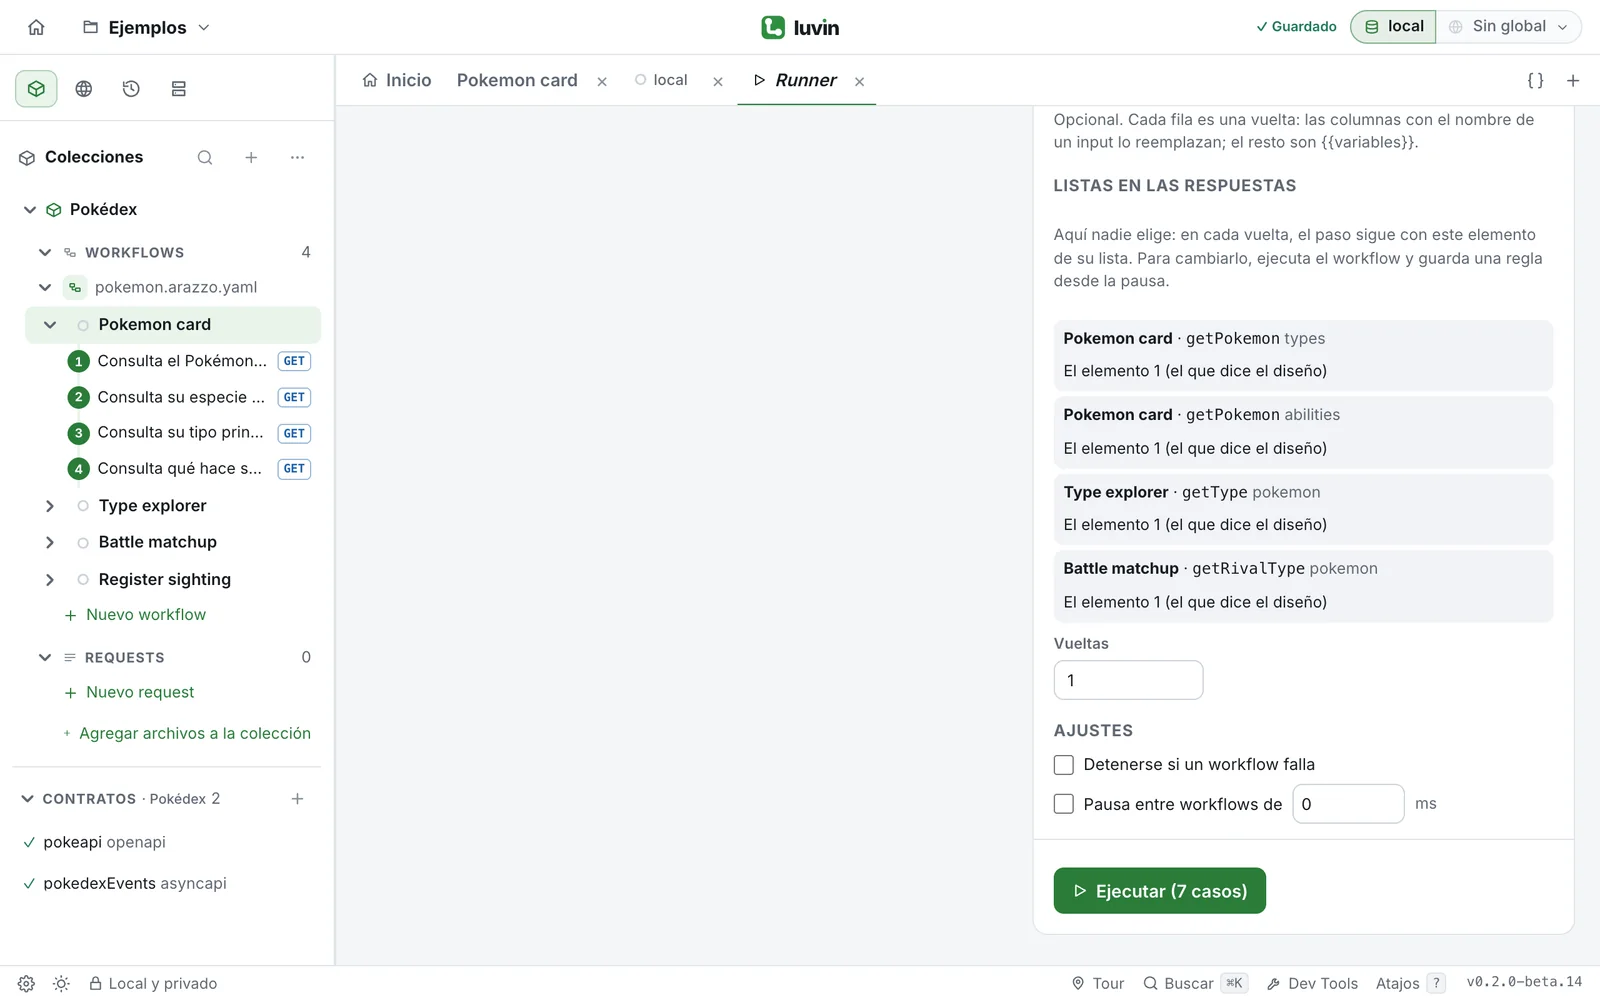 Ejemplos
luvin
Guardado
local
Sin global
Inicio
Pokemon card
local
Runner
{ }
Colecciones
Pokédex
WORKFLOWS 4
pokemon.arazzo.yaml
Pokemon card
1 Consulta el Pokémon... GET
2 Consulta su especie ... GET
3 Consulta su tipo prin... GET
4 Consulta qué hace s... GET
Type explorer
Battle matchup
Register sighting
+ Nuevo workflow
REQUESTS 0
+ Nuevo request
+ Agregar archivos a la colección
CONTRATOS · Pokédex 2
pokeapi openapi
pokedexEvents asyncapi
Opcional. Cada fila es una vuelta: las columnas con el nombre de
un input lo reemplazan; el resto son {{variables}}.
LISTAS EN LAS RESPUESTAS
Aquí nadie elige: en cada vuelta, el paso sigue con este elemento
de su lista. Para cambiarlo, ejecuta el workflow y guarda una regla
desde la pausa.
Pokemon card · getPokemon types
El elemento 1 (el que dice el diseño)
Pokemon card · getPokemon abilities
El elemento 1 (el que dice el diseño)
Type explorer · getType pokemon
El elemento 1 (el que dice el diseño)
Battle matchup · getRivalType pokemon
El elemento 1 (el que dice el diseño)
Vueltas
1
AJUSTES
Detenerse si un workflow falla
Pausa entre workflows de 0 ms
Ejecutar (7 casos)
Local y privado
Tour
Buscar ⌘K
Dev Tools
Atajos ?
v0.2.0-beta.14